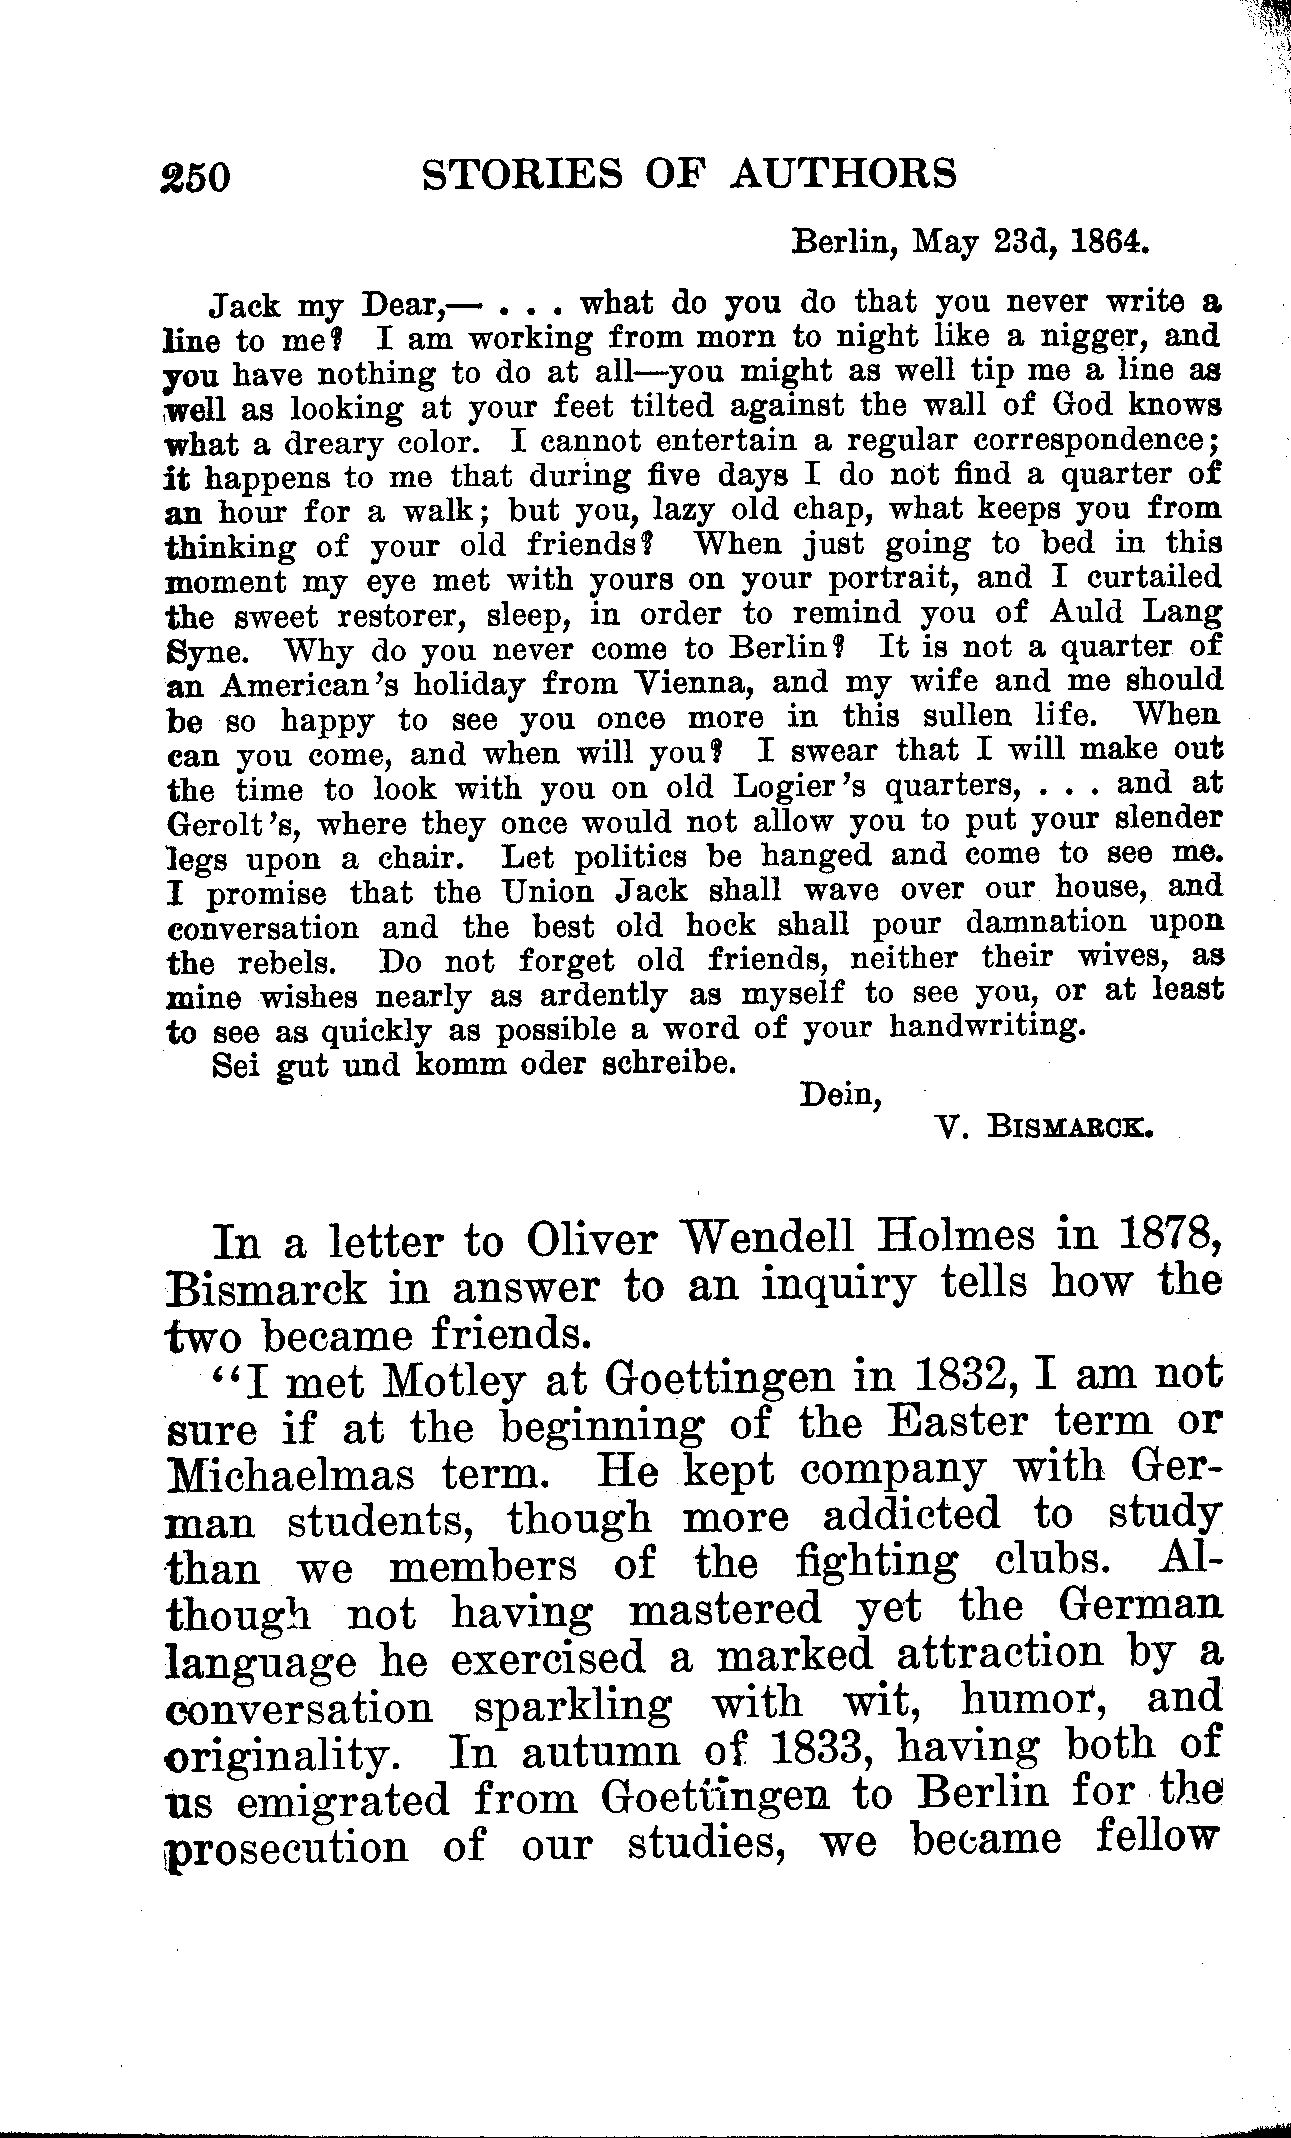 250 STORIES OF AUTHORS
Berlin, May 23d, 1864.
Jack my Dear,— . . . what do you do that you never write a
line to me? I am working from morn to night like a nigger, and
you have nothing to do at all—you might as well tip me a line as
well as looking at your feet tilted against the wall of God knows
what a dreary color. I cannot entertain a regular correspondence;
it happens to me that during five days I do not find a quarter of
an hour for a walk; but you, lazy old chap, what keeps you from
thinking of your old friends? When just going to bed in this
moment my eye met with yours on your portrait, and I curtailed
the sweet restorer, sleep, in order to remind you of Auld Lang
Syne. Why do you never come to Berlin? It is not a quarter of
an American's holiday from Vienna, and my wife and me should
be so happy to see you once more in this sullen life. When
can you come, and when will you? I swear that I will make out
the time to look with you on old Logier's quarters, . . . and at
Gerolt's, where they once would not allow you to put your slender
legs upon a chair. Let politics be hanged and come to see me.
I promise that the Union Jack shall wave over our house, and
conversation and the best old hock shall pour damnation upon
the rebels. Do not forget old friends, neither their wives, as
mine wishes nearly as ardently as myself to see you, or at least
to see as quickly as possible a word of your handwriting.
Sei gut und komm oder schreibe.
Dein,
V. BISMARCK.
In a letter to Oliver Wendell Holmes in 1878,
Bismarck in answer to an inquiry tells how the
two became friends.
"I met Motley at Goettingen in 1832, I am not
sure if at the beginning of the Easter term or
Michaelmas term. He kept company with Ger-
man students, though more addicted to study
than we members of the fighting clubs. Al-
though not having mastered yet the German
language he exercised a marked attraction by a
conversation sparkling with wit, humor, and
originality. In autumn of 1833, having both of
us emigrated from Goettingen to Berlin for the
prosecution of our studies, we became fellow